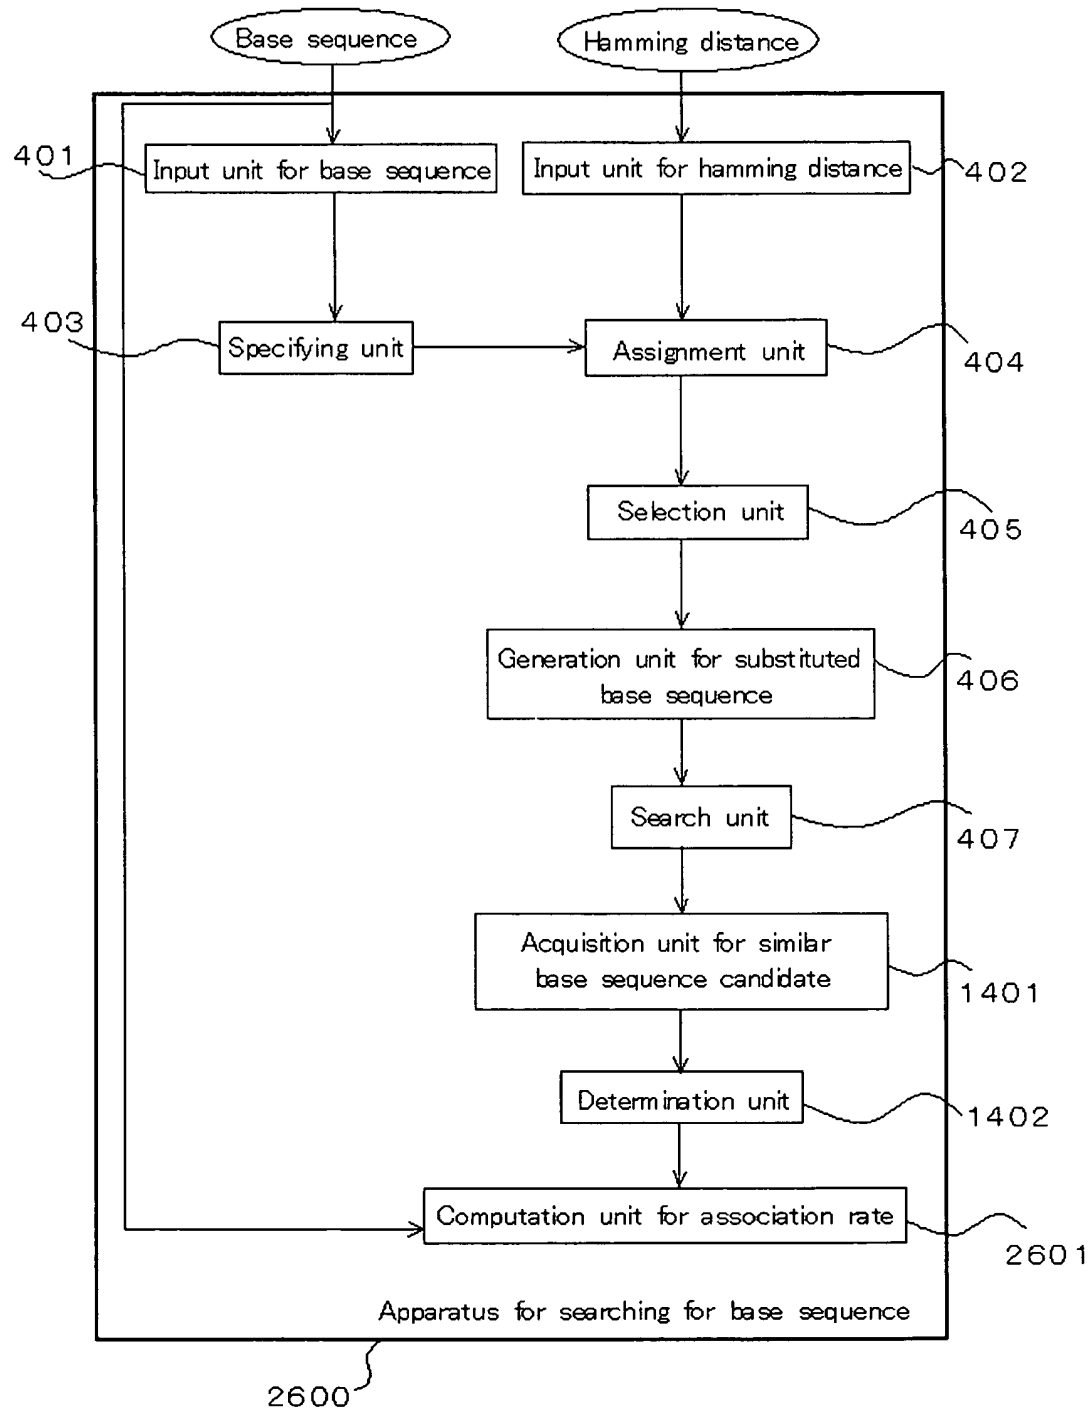 Base sequence
Hamming distance
401
Input unit for base sequence
Input unit for hamming distance
402
403
Specifying unit
Assignment unit
404
Selection unit
405
Generation unit for substituted
base sequence
406
Search unit
407
Acquisition unit for similar
base sequence candidate
1401
Determination unit
1402
Computation unit for association rate
2601
Apparatus for searching for base sequence
2600